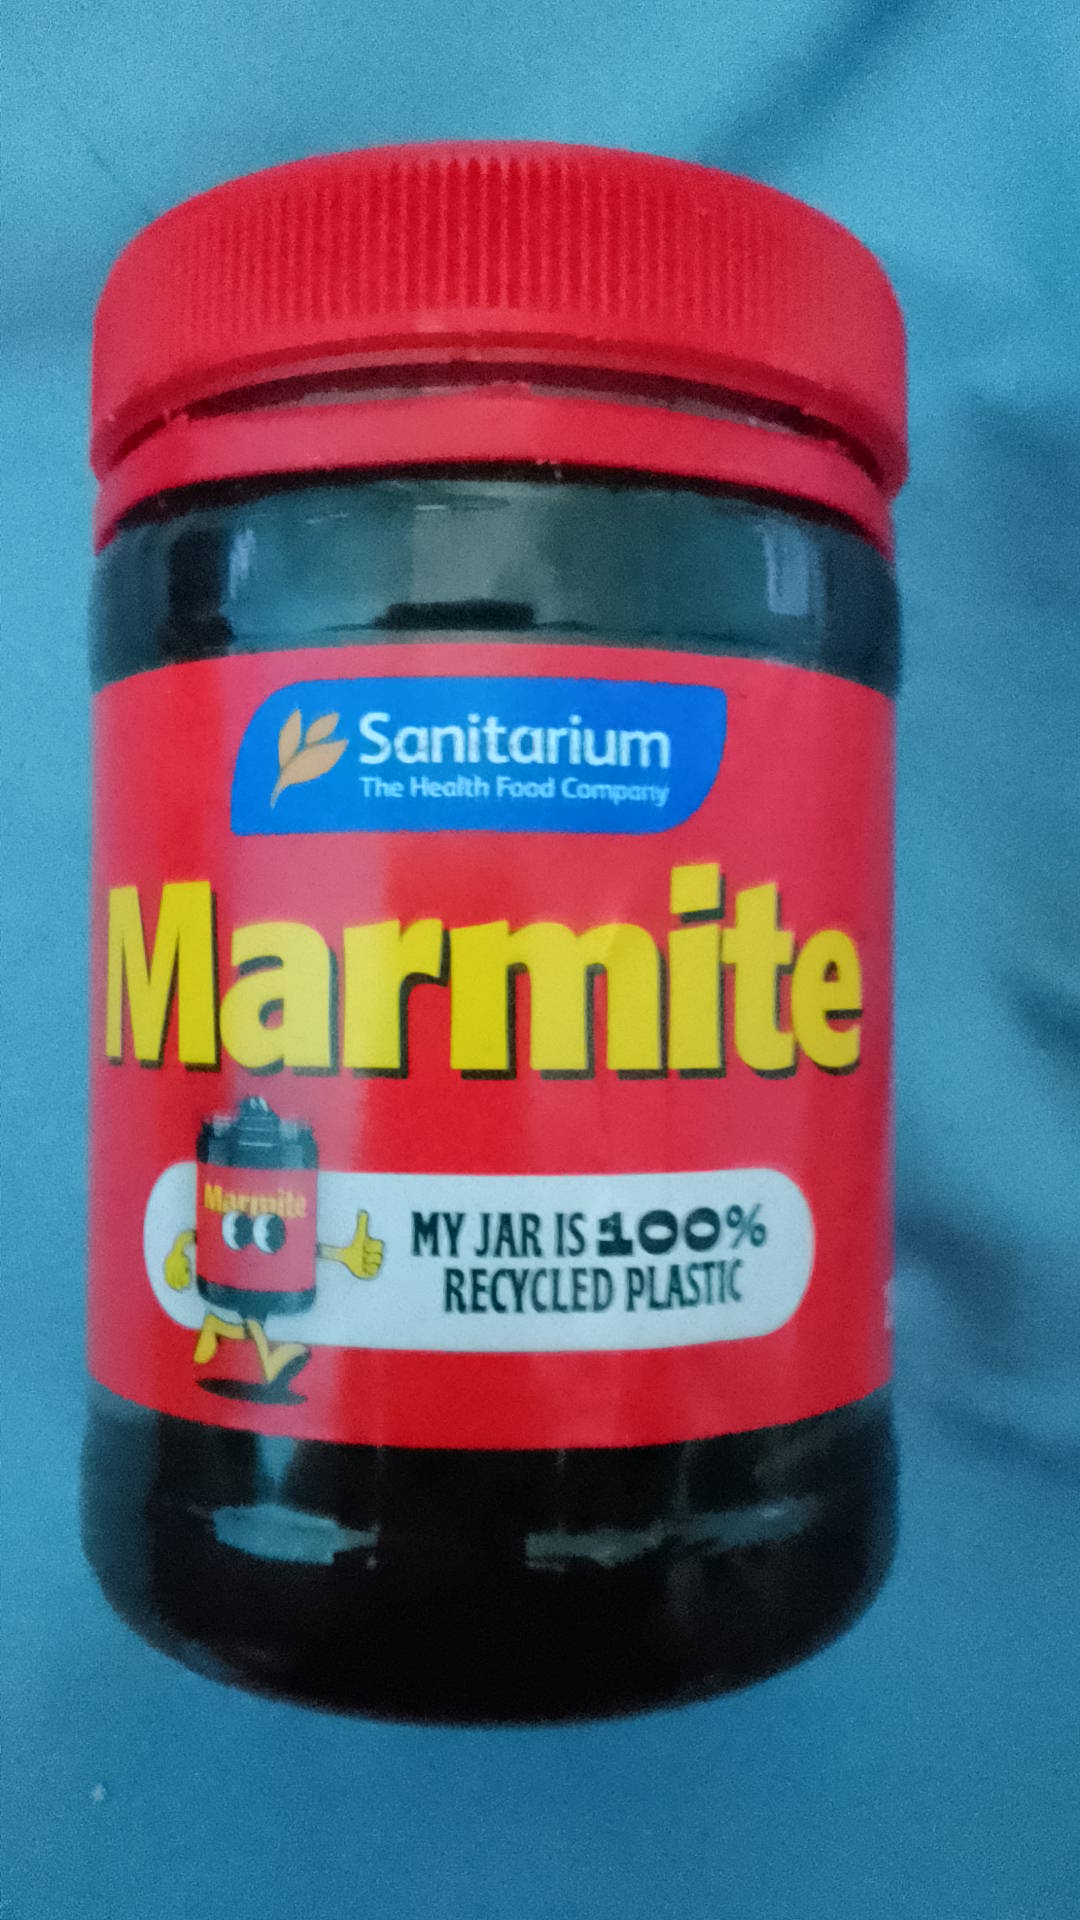 Sanitarium
The Health Food Company
Marmite
Marmite
MY JAR IS 100%
RECYCLED PLASTIC